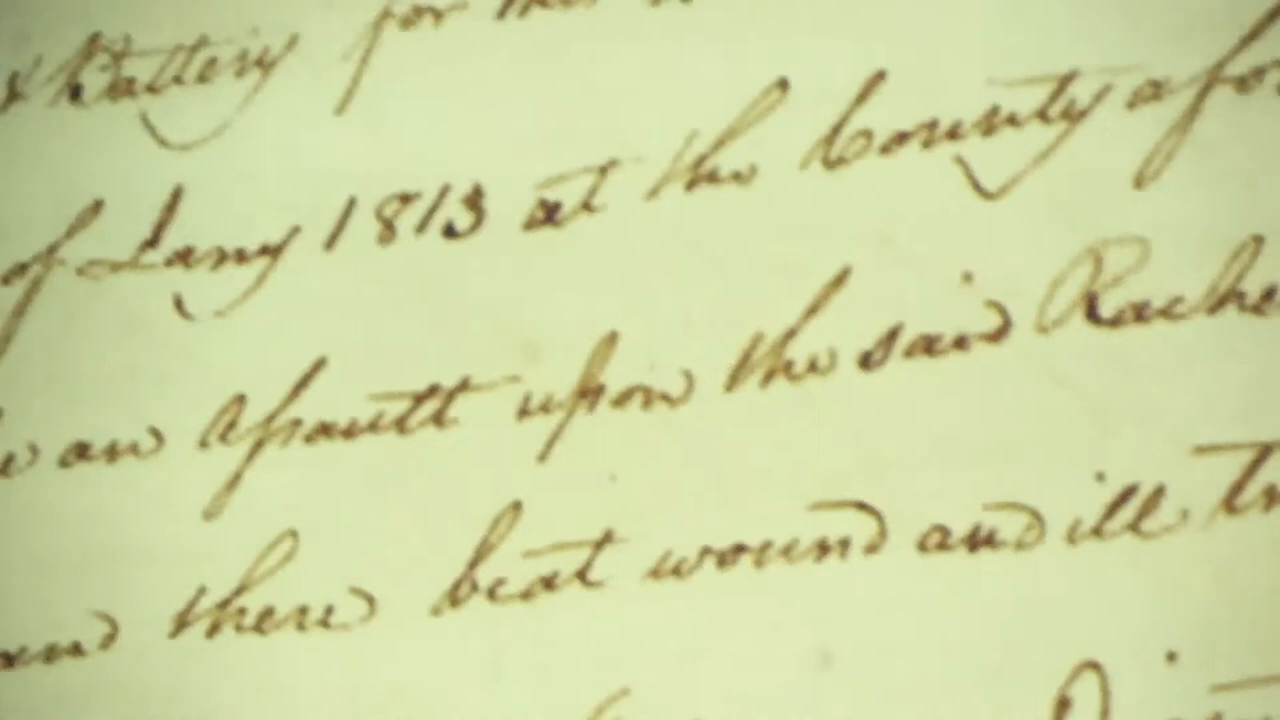 & Battery for that
of Jany 1813 at the County afo
an Assault upon the said Rache
and there beat wound and ill tr